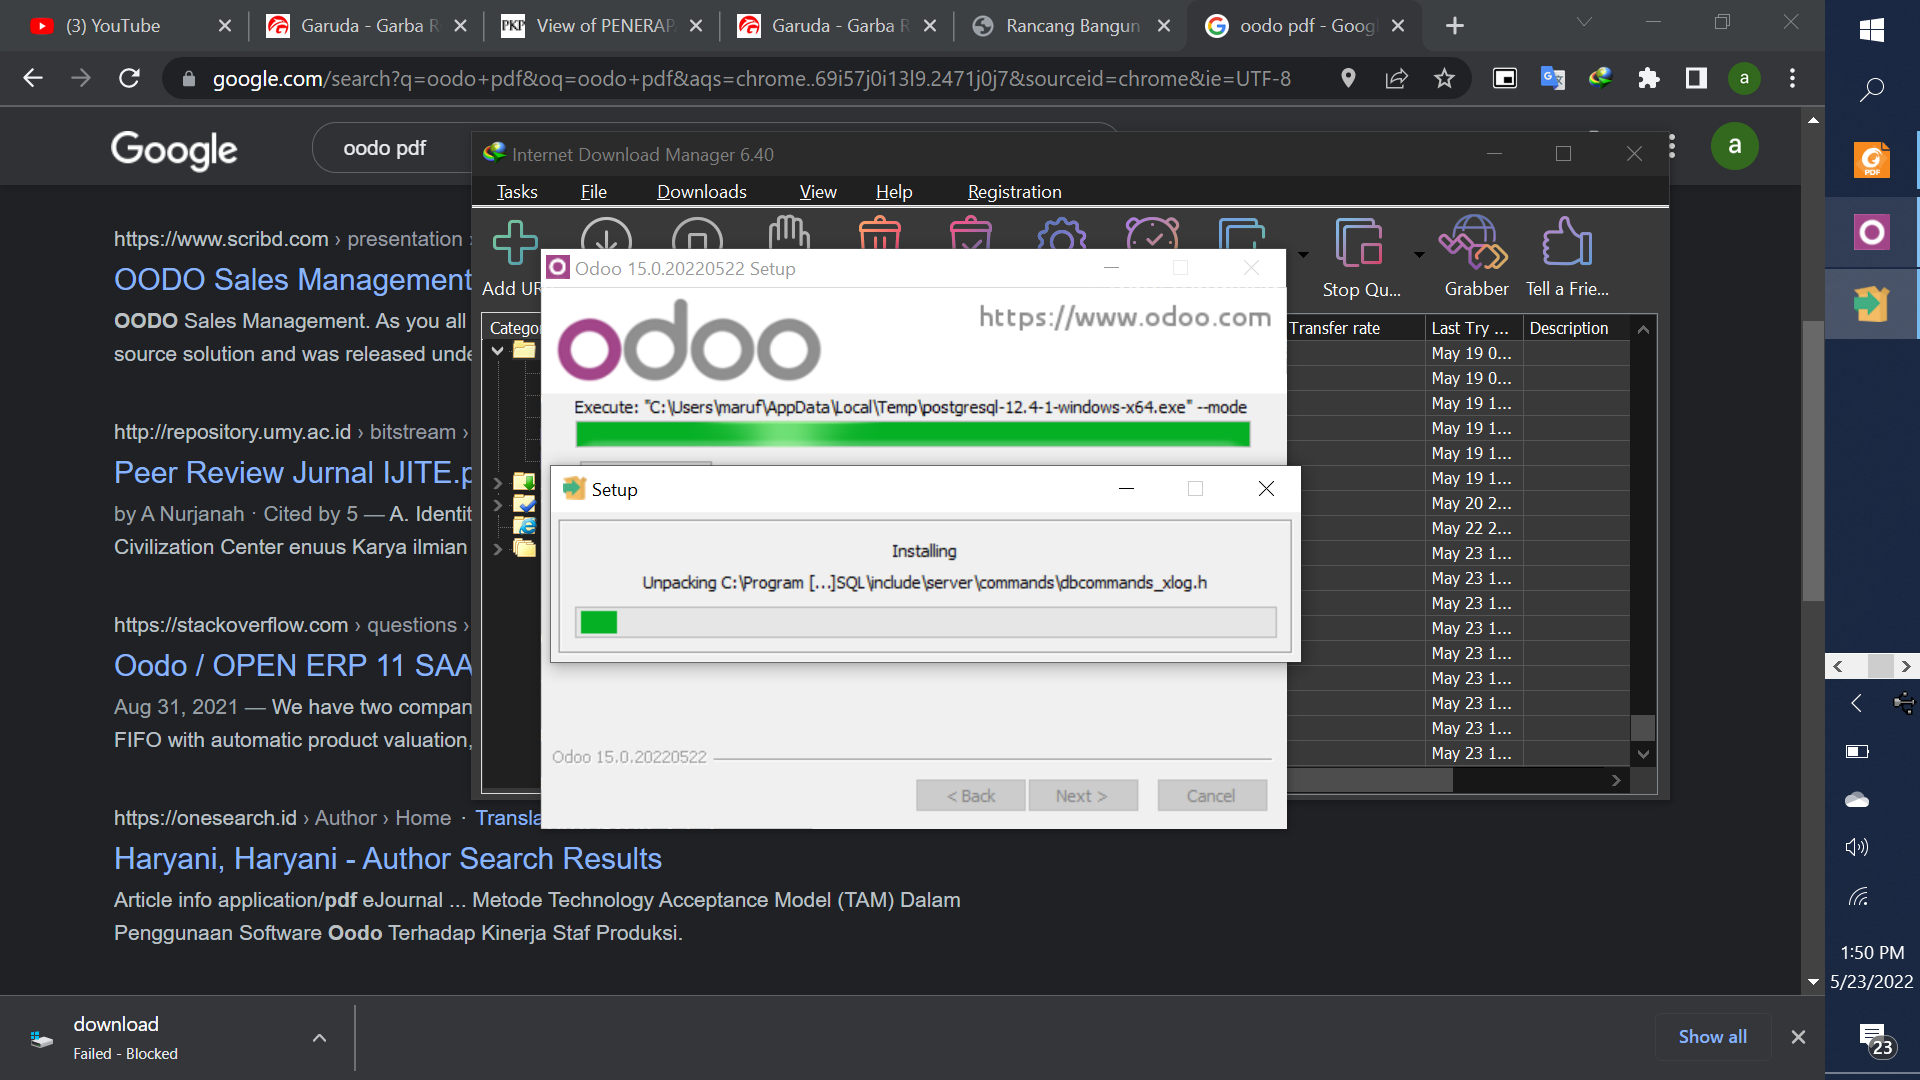 (3) YouTube
Garuda - Garba R
PKP View of PENERAP
Garuda - Garba R
Rancang Bangun
oodo pdf - Goog
google.com/search?q=oodo+pdf&oq=oodo+pdf&aqs=chrome..69i57j0i13l9.2471j0j7&sourceid=chrome&ie=UTF-8
a
Google
oodo pdf
a
https://www.scribd.com › presentation ›
OODO Sales Management
OODO Sales Management. As you all
source solution and was released unde
http://repository.umy.ac.id › bitstream ›
Peer Review Jurnal IJITE.p
by A Nurjanah · Cited by 5 — A. Identit
Civilization Center enuus Karya ilmian
https://stackoverflow.com › questions ›
Oodo / OPEN ERP 11 SAA
Aug 31, 2021 — We have two compan
FIFO with automatic product valuation,
https://onesearch.id › Author › Home · Transla
Haryani, Haryani - Author Search Results
Article info application/pdf eJournal ... Metode Technology Acceptance Model (TAM) Dalam
Penggunaan Software Oodo Terhadap Kinerja Staf Produksi.
Internet Download Manager 6.40
Tasks File Downloads View Help Registration
Add UR
Stop Qu...
Grabber
Tell a Frie...
Catego
Transfer rate
Last Try ...
Description
May 19 0...
May 19 0...
May 19 1...
May 19 1...
May 19 1...
May 19 1...
May 20 2...
May 22 2...
May 23 1...
May 23 1...
May 23 1...
May 23 1...
May 23 1...
May 23 1...
May 23 1...
May 23 1...
May 23 1...
Odoo 15.0.20220522 Setup
odoo
https://www.odoo.com
Execute: "C:\Users\maruf\AppData\Local\Temp\postgresql-12.4-1-windows-x64.exe" --mode
Setup
Installing
Unpacking C:\Program [...]SQL\include\server\commands\dbcommands_xlog.h
Odoo 15.0.20220522
< Back
Next >
Cancel
download
Failed - Blocked
Show all
PDF
1:50 PM
5/23/2022
23